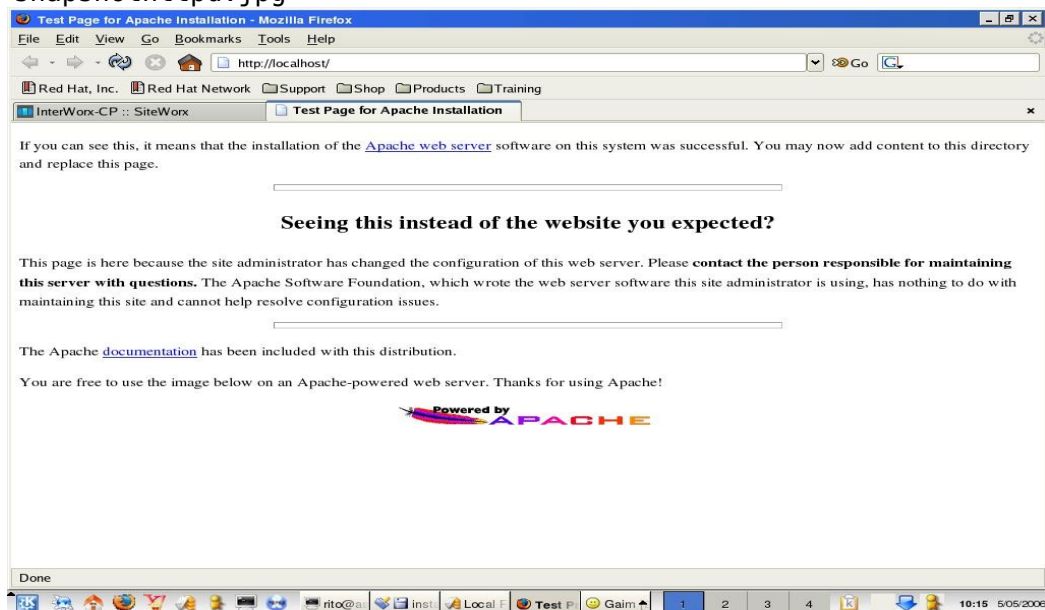 Test Page for Apache Installation - Mozilla Firefox
File Edit View Go Bookmarks Tools Help
http://localhost/ Go
Red Hat, Inc. Red Hat Network Support Shop Products Training
InterWorx-CP :: SiteWorx Test Page for Apache Installation
If you can see this, it means that the installation of the Apache web server software on this system was successful. You may now add content to this directory
and replace this page.
Seeing this instead of the website you expected?
This page is here because the site administrator has changed the configuration of this web server. Please contact the person responsible for maintaining
this server with questions. The Apache Software Foundation, which wrote the web server software this site administrator is using, has nothing to do with
maintaining this site and cannot help resolve configuration issues.
The Apache documentation has been included with this distribution.
You are free to use the image below on an Apache-powered web server. Thanks for using Apache!
Powered by
APACHE
Done
rito@a inst Local F Test P Gaim 1 2 3 4 10:15 5/05/2006